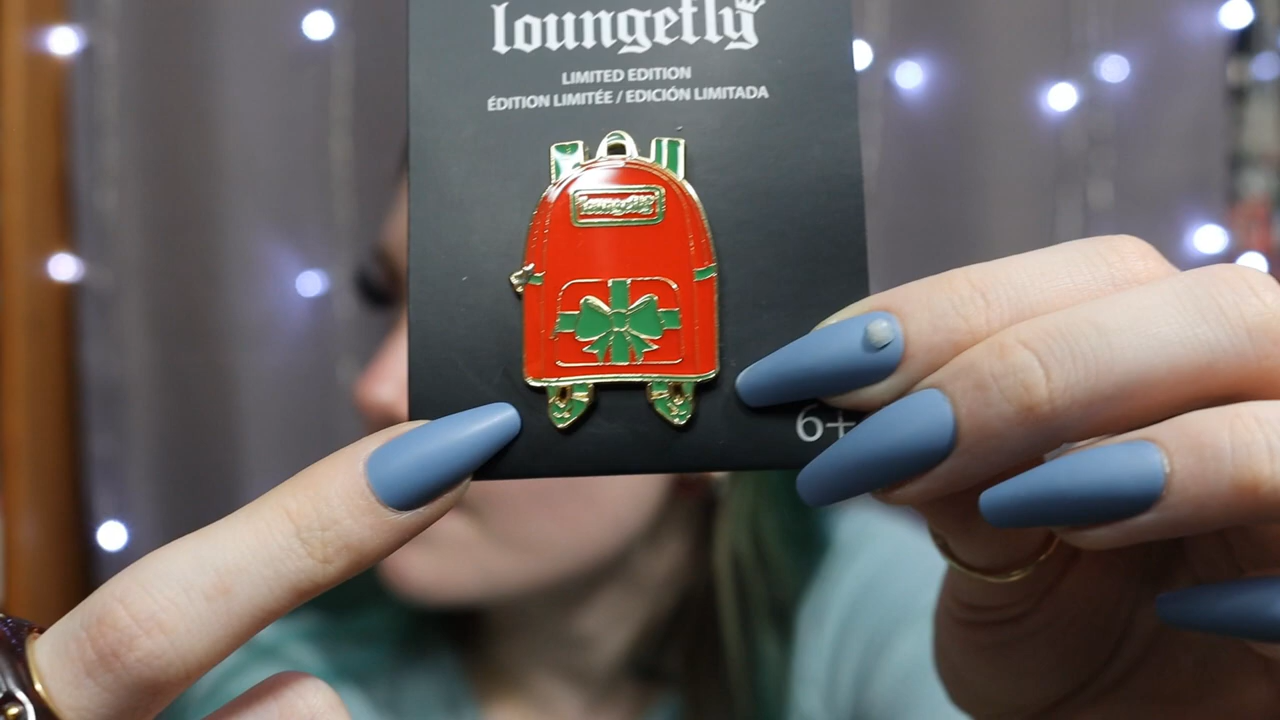 loungefly
LIMITED EDITION
ÉDITION LIMITÉE / EDICIÓN LIMITADA
loungefly
6+